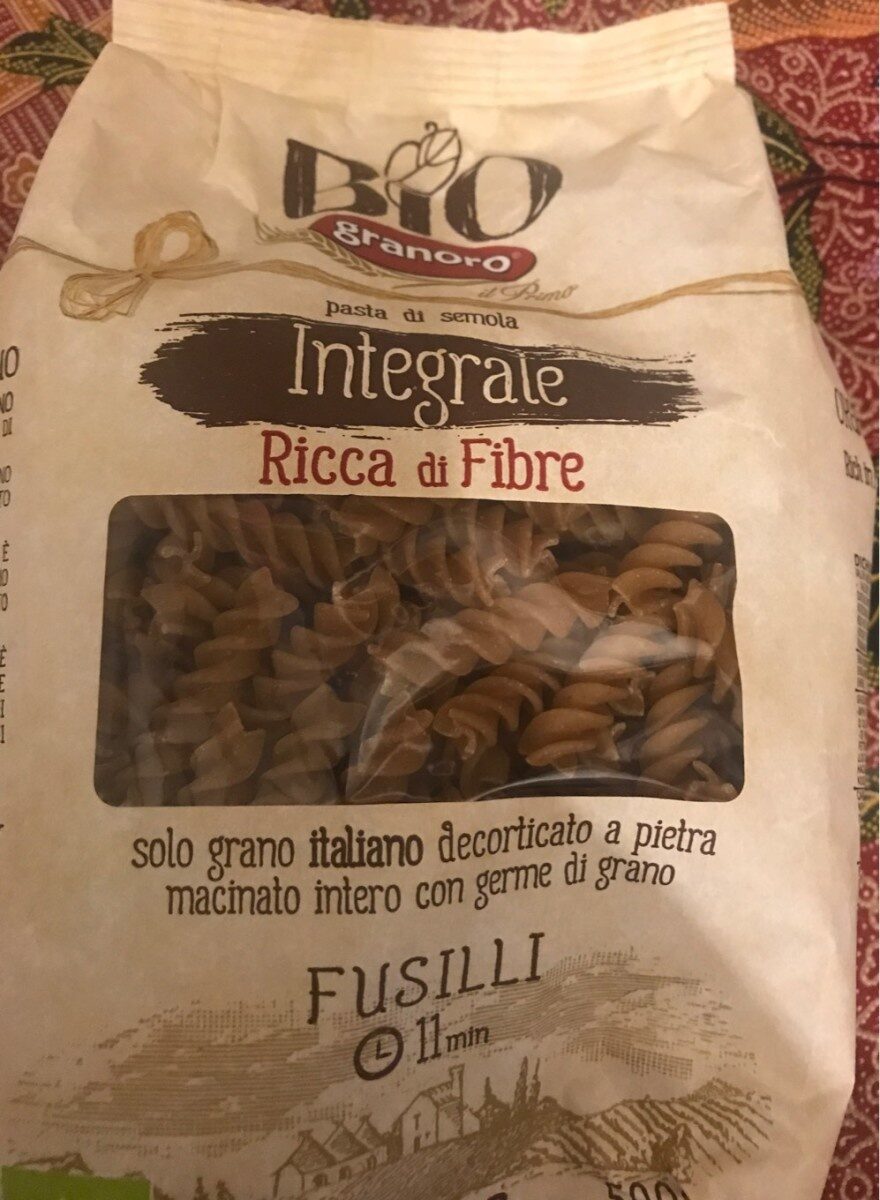 BIO
granoro
il Primo
pasta di semola
Integrale
Ricca di Fibre
solo grano italiano decorticato a pietra
macinato intero con germe di grano
FUSILLI
11 min